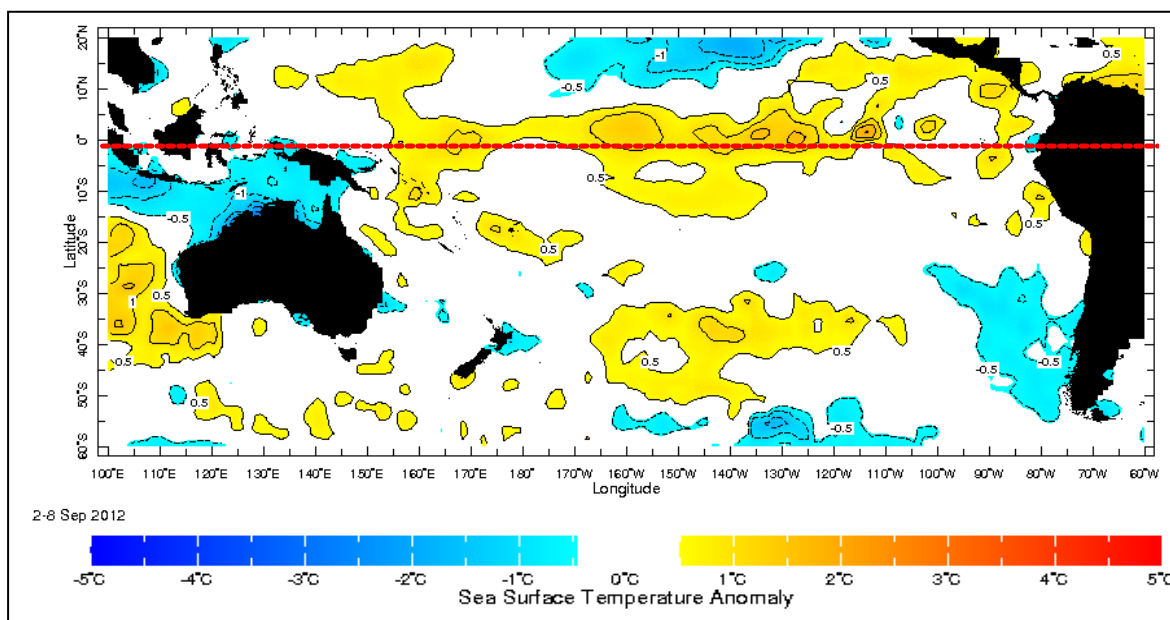 20°N
10°N
0°
10°S
20°S
30°S
40°S
50°S
60°S
Latitude
-1
-1
-0.5
0.5
1
0.5
0.5
0.5
0.5
0.5
0.5
0.5
0.5
0.5
-0.5
-0.5
-0.5
-0.5
100°E 110°E 120°E 130°E 140°E 150°E 160°E 170°E 180° 170°W 160°W 150°W 140°W 130°W 120°W 110°W 100°W 90°W 80°W 70°W 60°W
Longitude
2-8 Sep 2012
-5°C -4°C -3°C -2°C -1°C 0°C 1°C 2°C 3°C 4°C 5°C
Sea Surface Temperature Anomaly